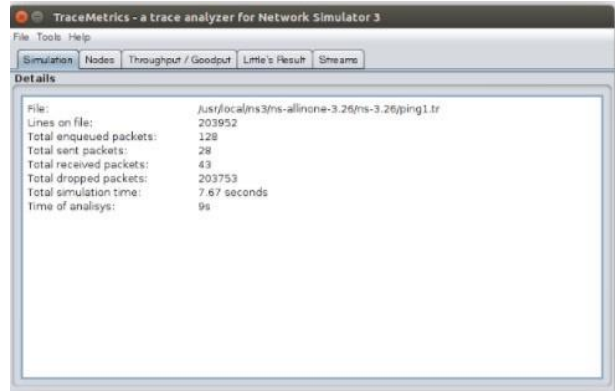 TraceMetrics - a trace analyzer for Network Simulator 3
File Tools Help
Simulation Nodes Throughput / Goodput Little's Result Streams
Details
File: /usr/local/ns3/ns-allinone-3.26/ns-3.26/ping1.tr
Lines on file: 203952
Total enqueued packets: 128
Total sent packets: 28
Total received packets: 43
Total dropped packets: 203753
Total simulation time: 7.67 seconds
Time of analisys: 9s